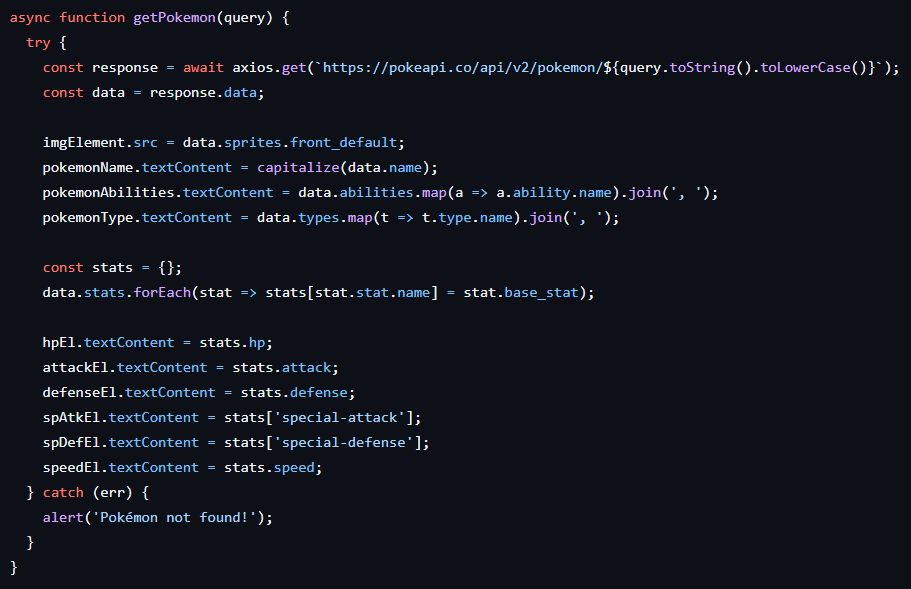 async function getPokemon(query) {
  try {
    const response = await axios.get(`https://pokeapi.co/api/v2/pokemon/${query.toString().toLowerCase()}`);
    const data = response.data;

    imgElement.src = data.sprites.front_default;
    pokemonName.textContent = capitalize(data.name);
    pokemonAbilities.textContent = data.abilities.map(a => a.ability.name).join(', ');
    pokemonType.textContent = data.types.map(t => t.type.name).join(', ');

    const stats = {};
    data.stats.forEach(stat => stats[stat.stat.name] = stat.base_stat);

    hpEl.textContent = stats.hp;
    attackEl.textContent = stats.attack;
    defenseEl.textContent = stats.defense;
    spAtkEl.textContent = stats['special-attack'];
    spDefEl.textContent = stats['special-defense'];
    speedEl.textContent = stats.speed;
  } catch (err) {
    alert('Pokémon not found!');
  }
}